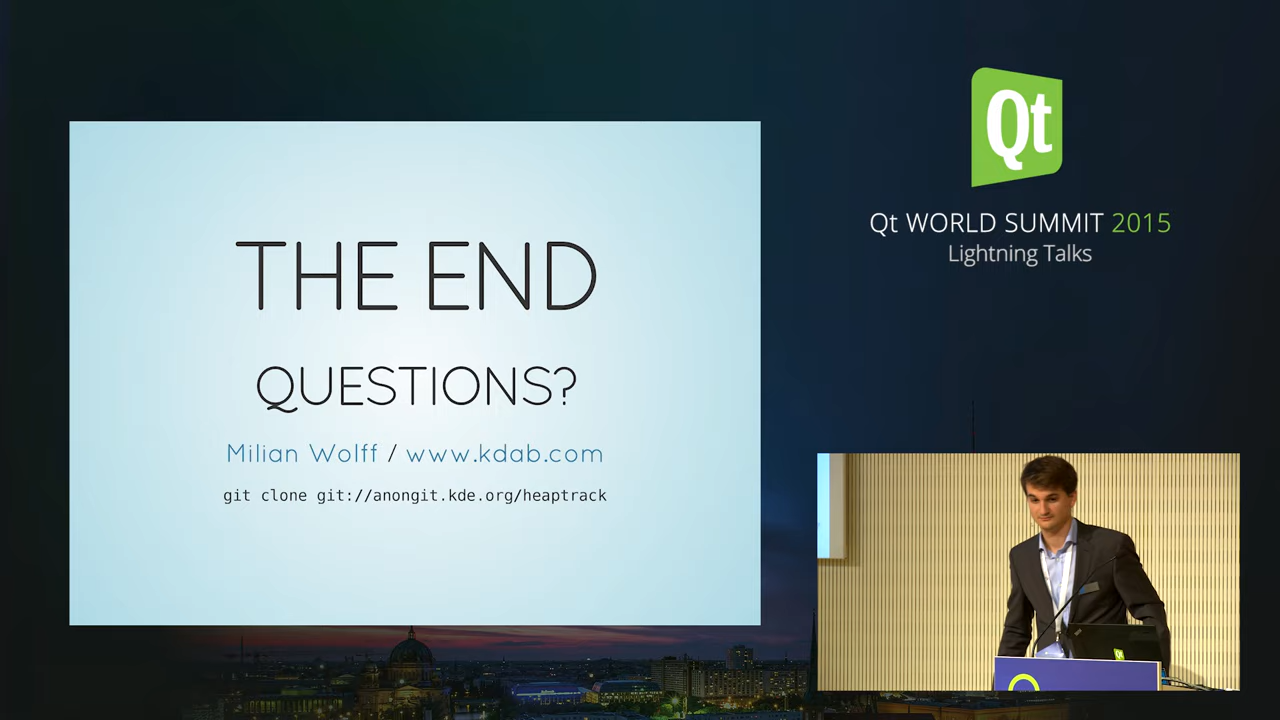 THE END
QUESTIONS?
Milian Wolff / www.kdab.com
git clone git://anongit.kde.org/heaptrack
Qt
Qt WORLD SUMMIT 2015
Lightning Talks